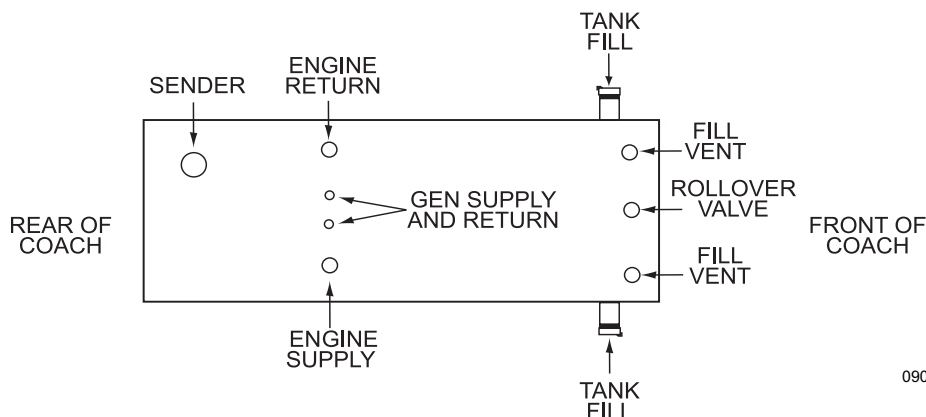 TANK
FILL
ENGINE
RETURN
SENDER
FILL
VENT
GEN SUPPLY
AND RETURN
ROLLOVER
VALVE
REAR OF
COACH
FRONT OF
COACH
FILL
VENT
ENGINE
SUPPLY
TANK
FILL
090